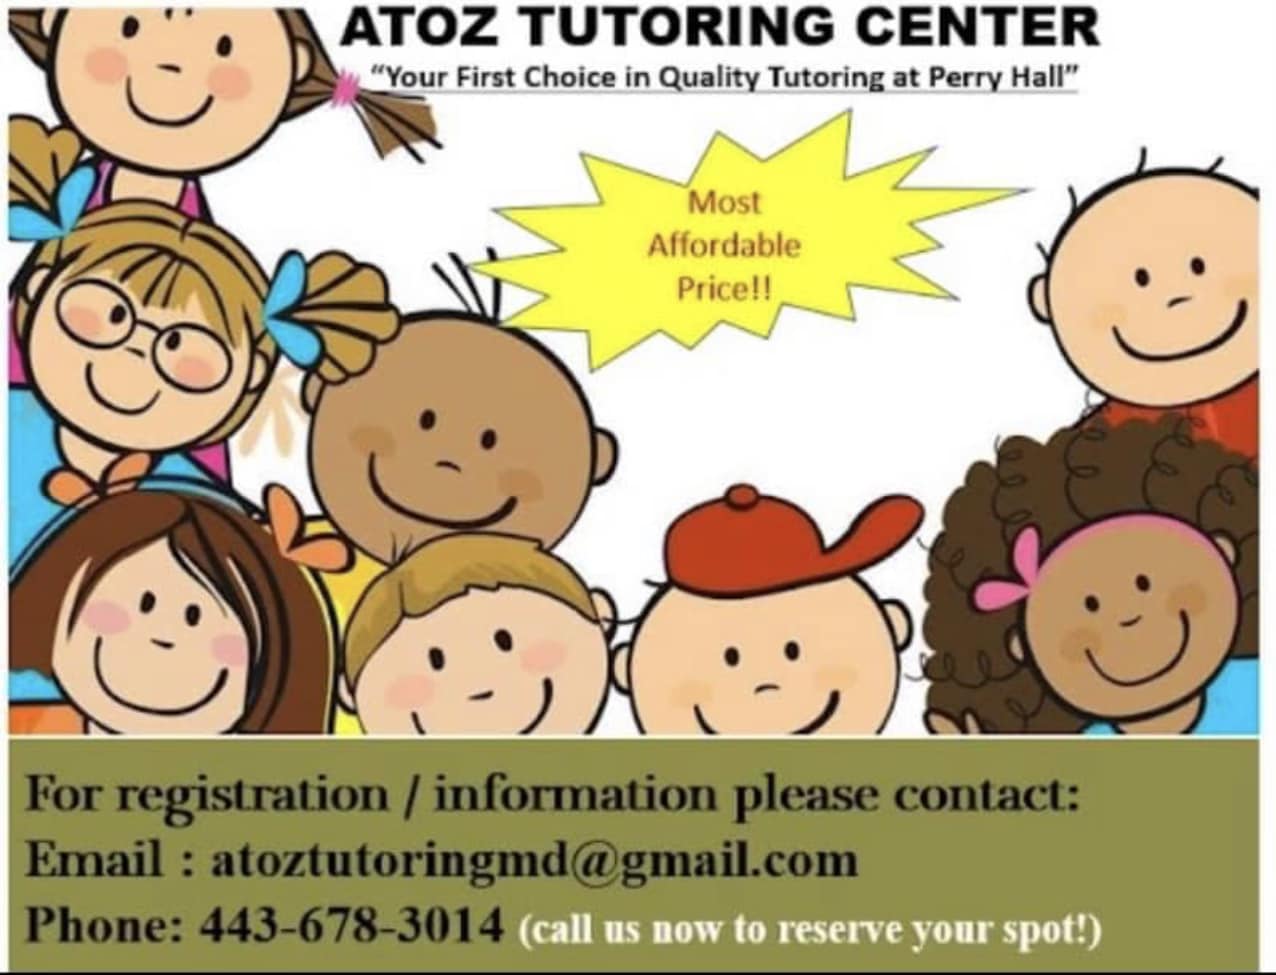 ATOZ TUTORING CENTER
“Your First Choice in Quality Tutoring at Perry Hall”
Most
Affordable
Price!!
For registration / information please contact:
Email : atoztutoringmd@gmail.com
Phone: 443-678-3014 (call us now to reserve your spot!)